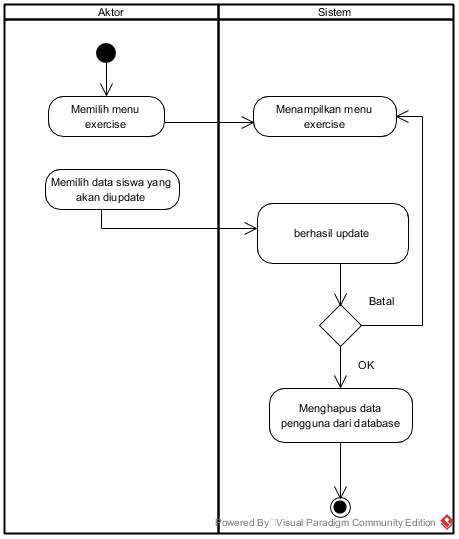 Aktor
Sistem
Memilih menu
exercise
Menampilkan menu
exercise
Memilih data siswa yang
akan diupdate
berhasil update
Batal
OK
Menghapus data
pengguna dari database
Powered By Visual Paradigm Community Edition